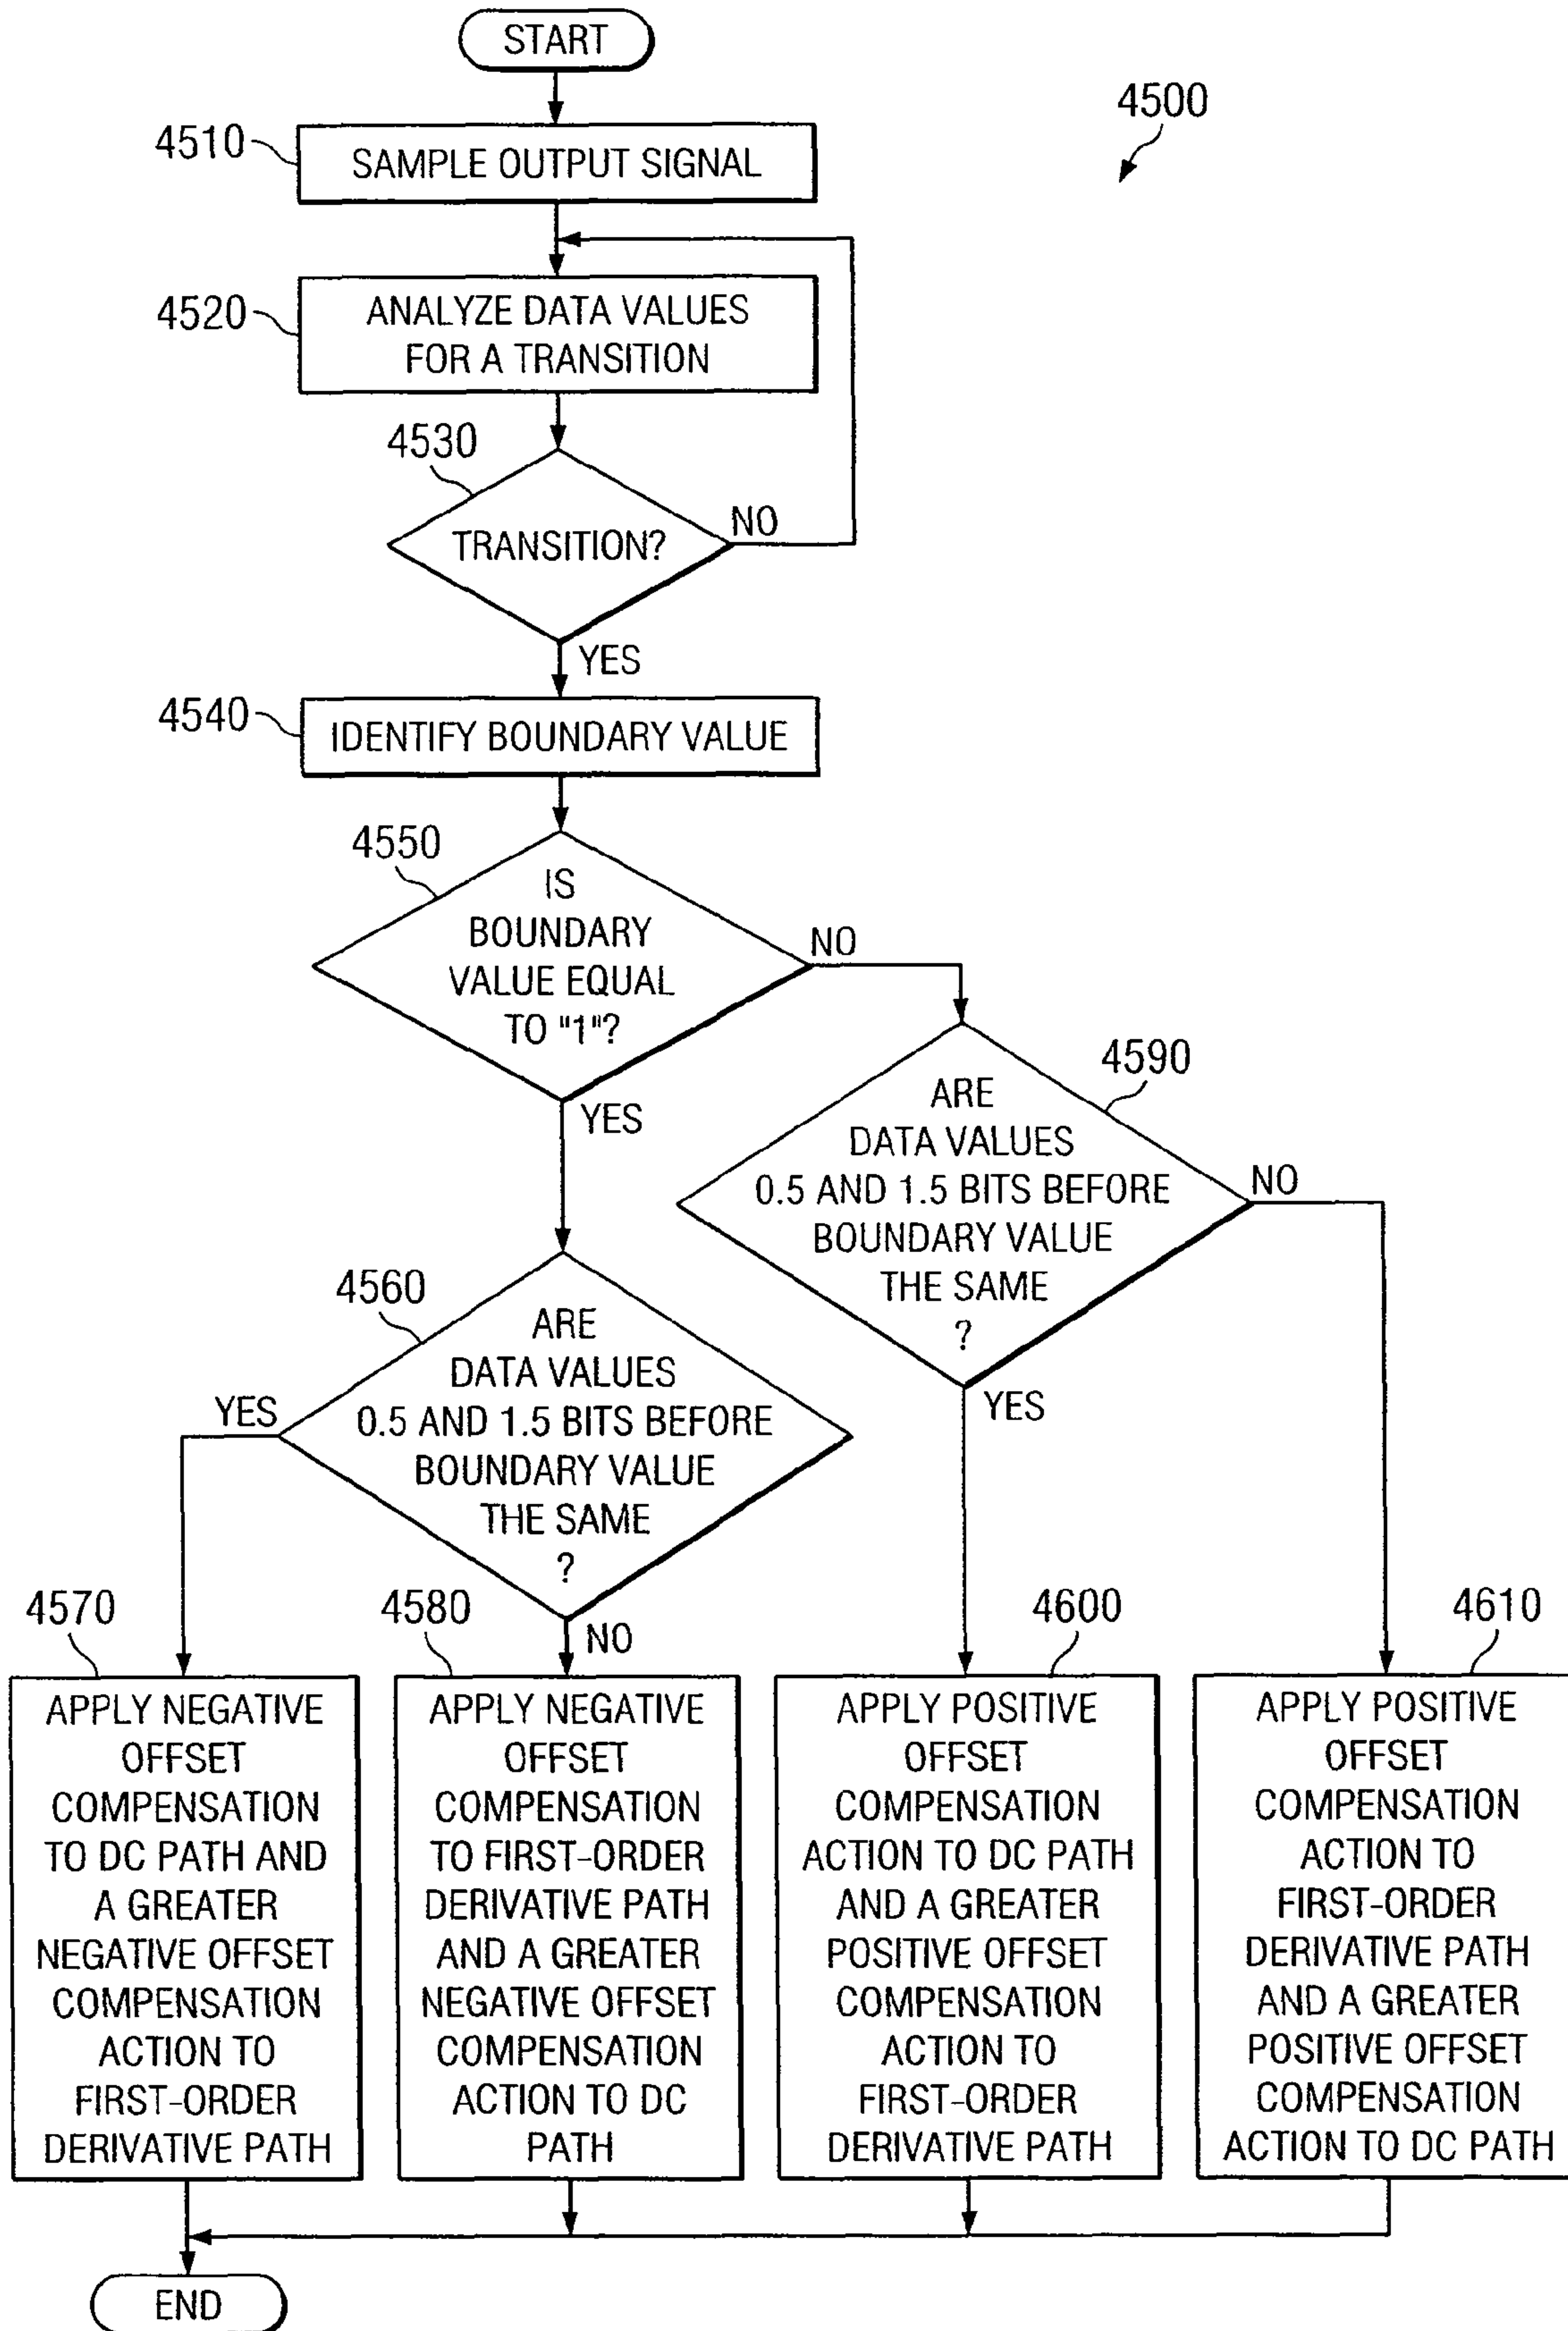 START
4500
4510
SAMPLE OUTPUT SIGNAL
4520
ANALYZE DATA VALUES
FOR A TRANSITION
4530
TRANSITION?
NO
YES
4540
IDENTIFY BOUNDARY VALUE
4550
IS
BOUNDARY
VALUE EQUAL
TO "1"?
NO
YES
4590
ARE
DATA VALUES
0.5 AND 1.5 BITS BEFORE
BOUNDARY VALUE
THE SAME
?
NO
YES
4560
ARE
DATA VALUES
0.5 AND 1.5 BITS BEFORE
BOUNDARY VALUE
THE SAME
?
YES
NO
4570
APPLY NEGATIVE
OFFSET
COMPENSATION
TO DC PATH AND
A GREATER
NEGATIVE OFFSET
COMPENSATION
ACTION TO
FIRST-ORDER
DERIVATIVE PATH
4580
APPLY NEGATIVE
OFFSET
COMPENSATION
TO FIRST-ORDER
DERIVATIVE PATH
AND A GREATER
NEGATIVE OFFSET
COMPENSATION
ACTION TO DC
PATH
4600
APPLY POSITIVE
OFFSET
COMPENSATION
ACTION TO DC PATH
AND A GREATER
POSITIVE OFFSET
COMPENSATION
ACTION TO
FIRST-ORDER
DERIVATIVE PATH
4610
APPLY POSITIVE
OFFSET
COMPENSATION
ACTION TO
FIRST-ORDER
DERIVATIVE PATH
AND A GREATER
POSITIVE OFFSET
COMPENSATION
ACTION TO DC PATH
END